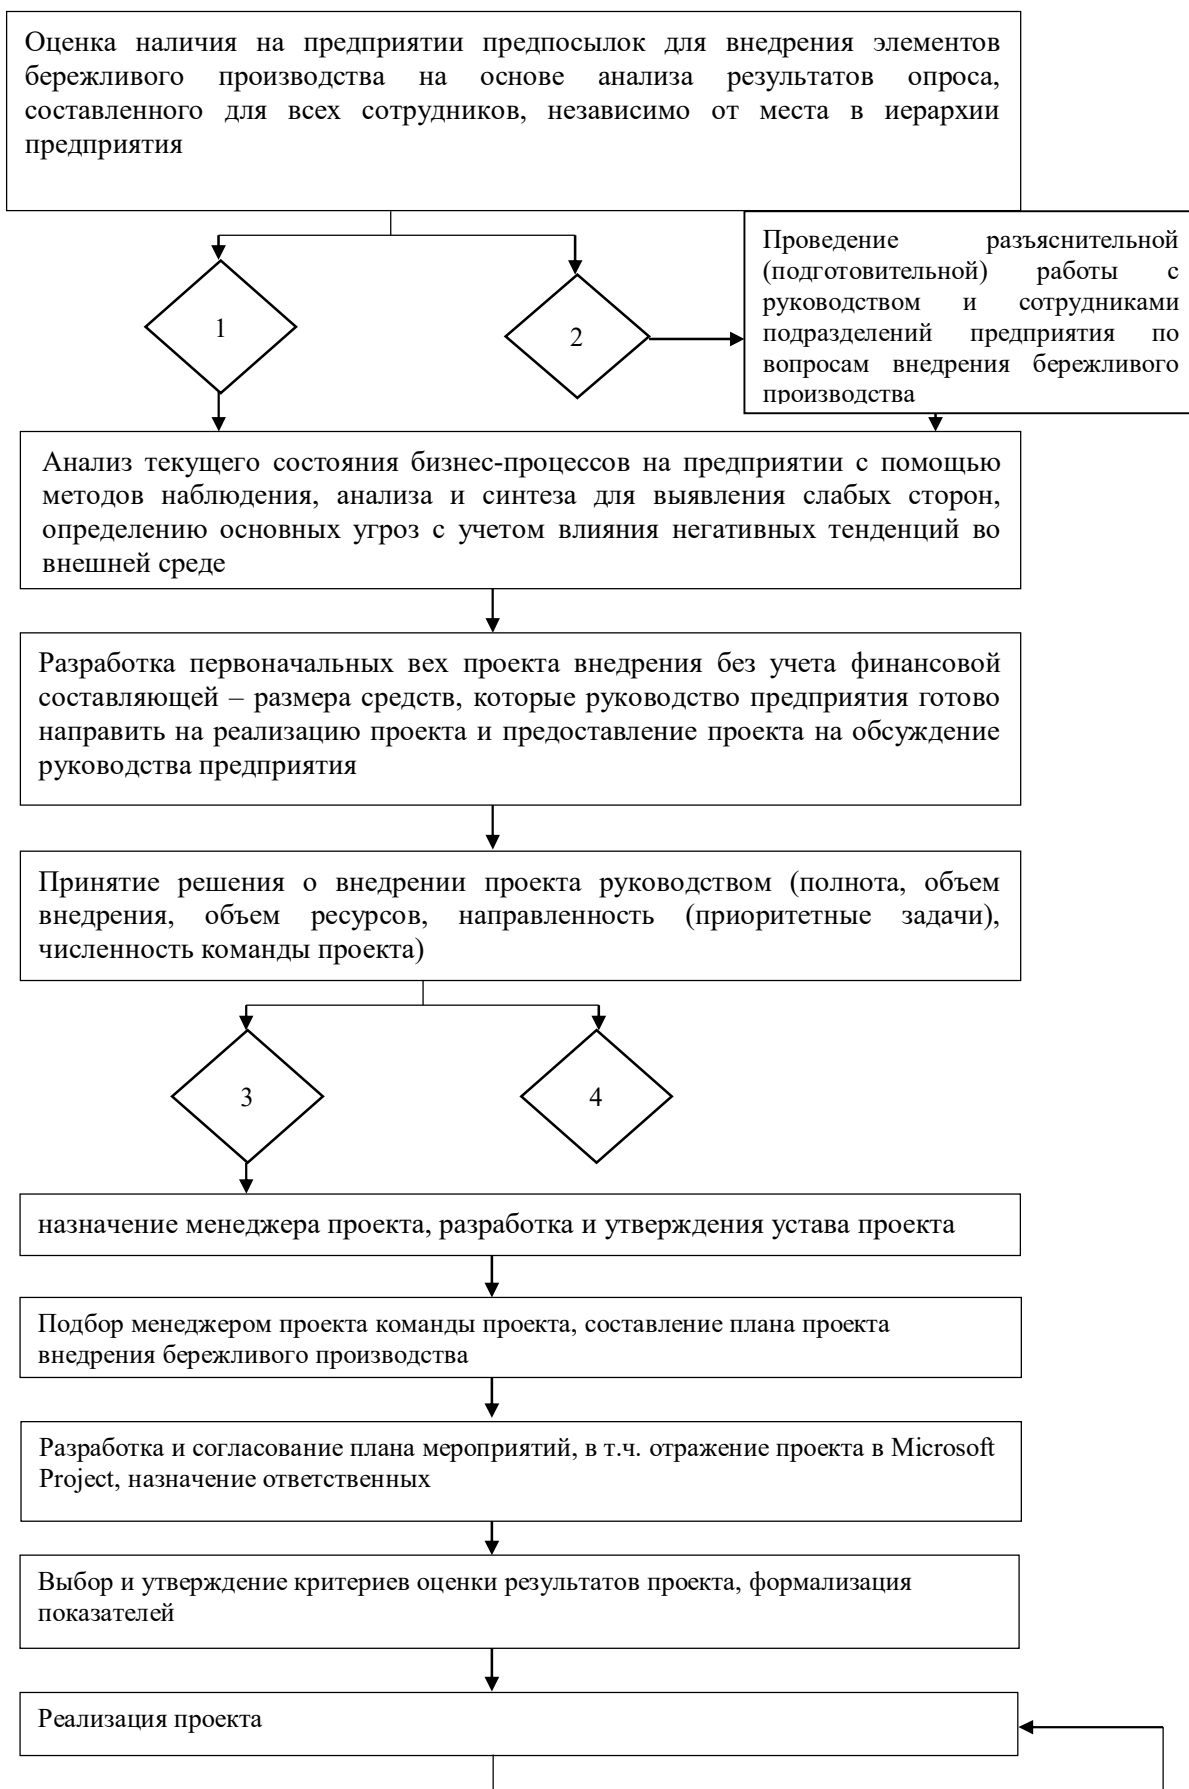 Оценка наличия на предприятии предпосылок для внедрения элементов
бережливого производства на основе анализа результатов опроса,
составленного для всех сотрудников, независимо от места в иерархии
предприятия
Проведение разъяснительной
(подготовительной) работы с
руководством и сотрудниками
подразделений предприятия по
вопросам внедрения бережливого
производства
1
2
Анализ текущего состояния бизнес-процессов на предприятии с помощью
методов наблюдения, анализа и синтеза для выявления слабых сторон,
определению основных угроз с учетом влияния негативных тенденций во
внешней среде
Разработка первоначальных вех проекта внедрения без учета финансовой
составляющей – размера средств, которые руководство предприятия готово
направить на реализацию проекта и предоставление проекта на обсуждение
руководства предприятия
Принятие решения о внедрении проекта руководством (полнота, объем
внедрения, объем ресурсов, направленность (приоритетные задачи),
численность команды проекта)
3
4
назначение менеджера проекта, разработка и утверждения устава проекта
Подбор менеджером проекта команды проекта, составление плана проекта
внедрения бережливого производства
Разработка и согласование плана мероприятий, в т.ч. отражение проекта в Microsoft
Project, назначение ответственных
Выбор и утверждение критериев оценки результатов проекта, формализация
показателей
Реализация проекта